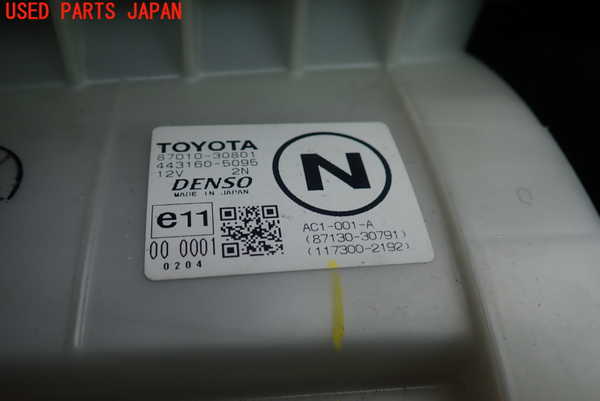 USED PARTS JAPAN
TOYOTA
87010-30801
443160-5095
12V 2N
DENSO
MADE IN JAPAN
N
e11
00 0001
0204
AC1-001-A
(87130-30791)
(117300-2192)